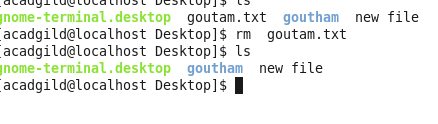 [acadgild@localhost Desktop]$ ls
gnome-terminal.desktop  goutam.txt  goutham  new file
[acadgild@localhost Desktop]$ rm  goutam.txt
[acadgild@localhost Desktop]$ ls
gnome-terminal.desktop  goutham  new file
[acadgild@localhost Desktop]$